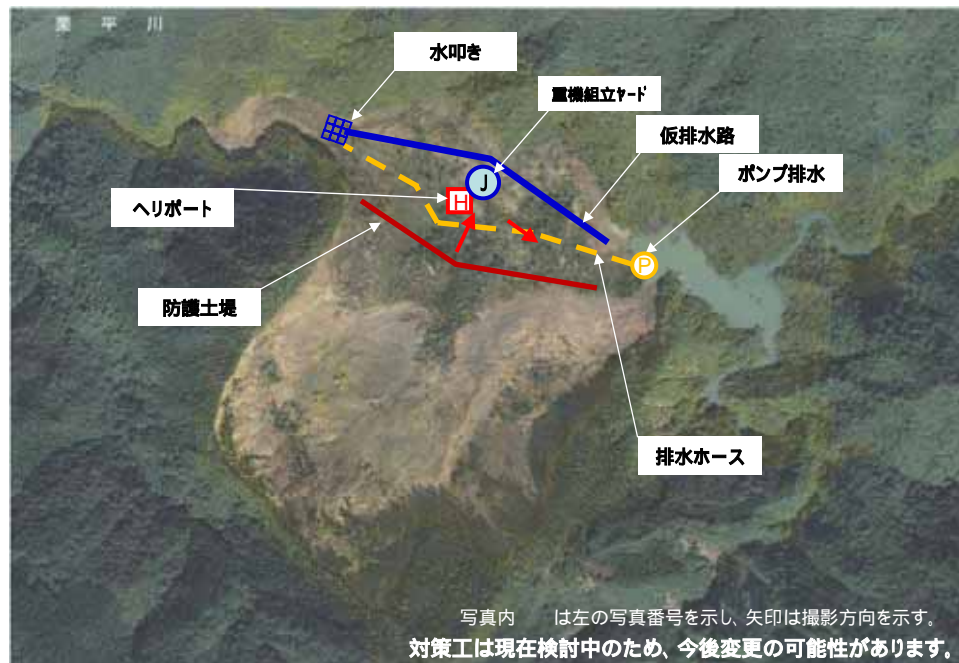 栗 平 川
水叩き
重機組立ヤード
仮排水路
ポンプ排水
ヘリポート
J
H
P
防護土堤
排水ホース
写真内　　は左の写真番号を示し、矢印は撮影方向を示す。
対策工は現在検討中のため、今後変更の可能性があります。